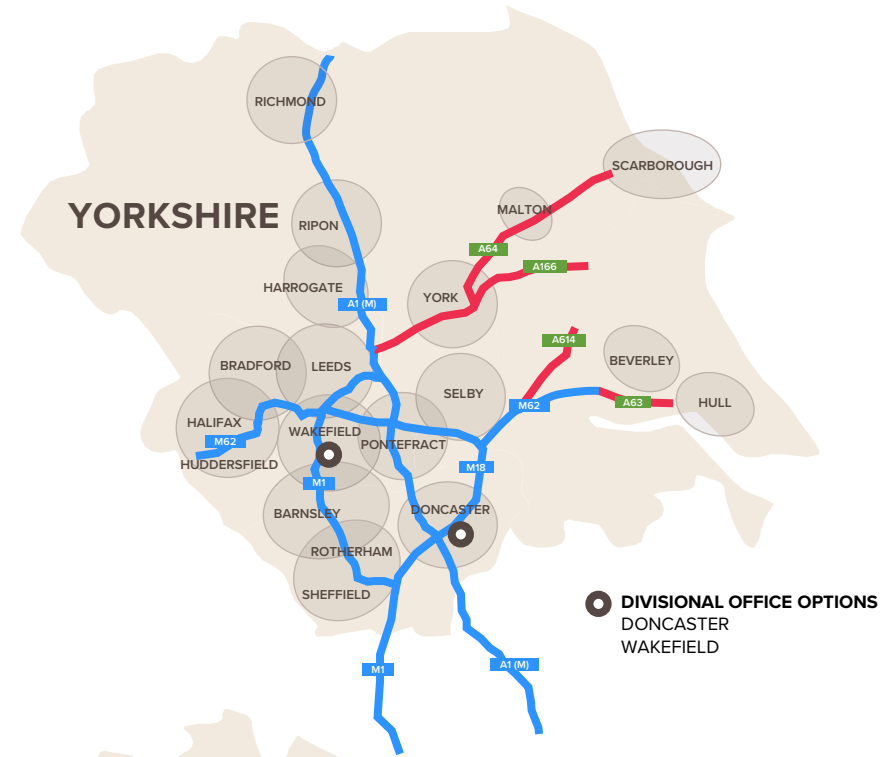 RICHMOND
SCARBOROUGH
YORKSHIRE
MALTON
RIPON
A64
A166
HARROGATE
YORK
A1 (M)
A614
BRADFORD
LEEDS
BEVERLEY
SELBY
M62
A63
HULL
HALIFAX
WAKEFIELD
M62
PONTEFRACT
HUDDERSFIELD
M18
M1
BARNSLEY
DONCASTER
ROTHERHAM
SHEFFIELD
DIVISIONAL OFFICE OPTIONS
DONCASTER
WAKEFIELD
M1
A1 (M)